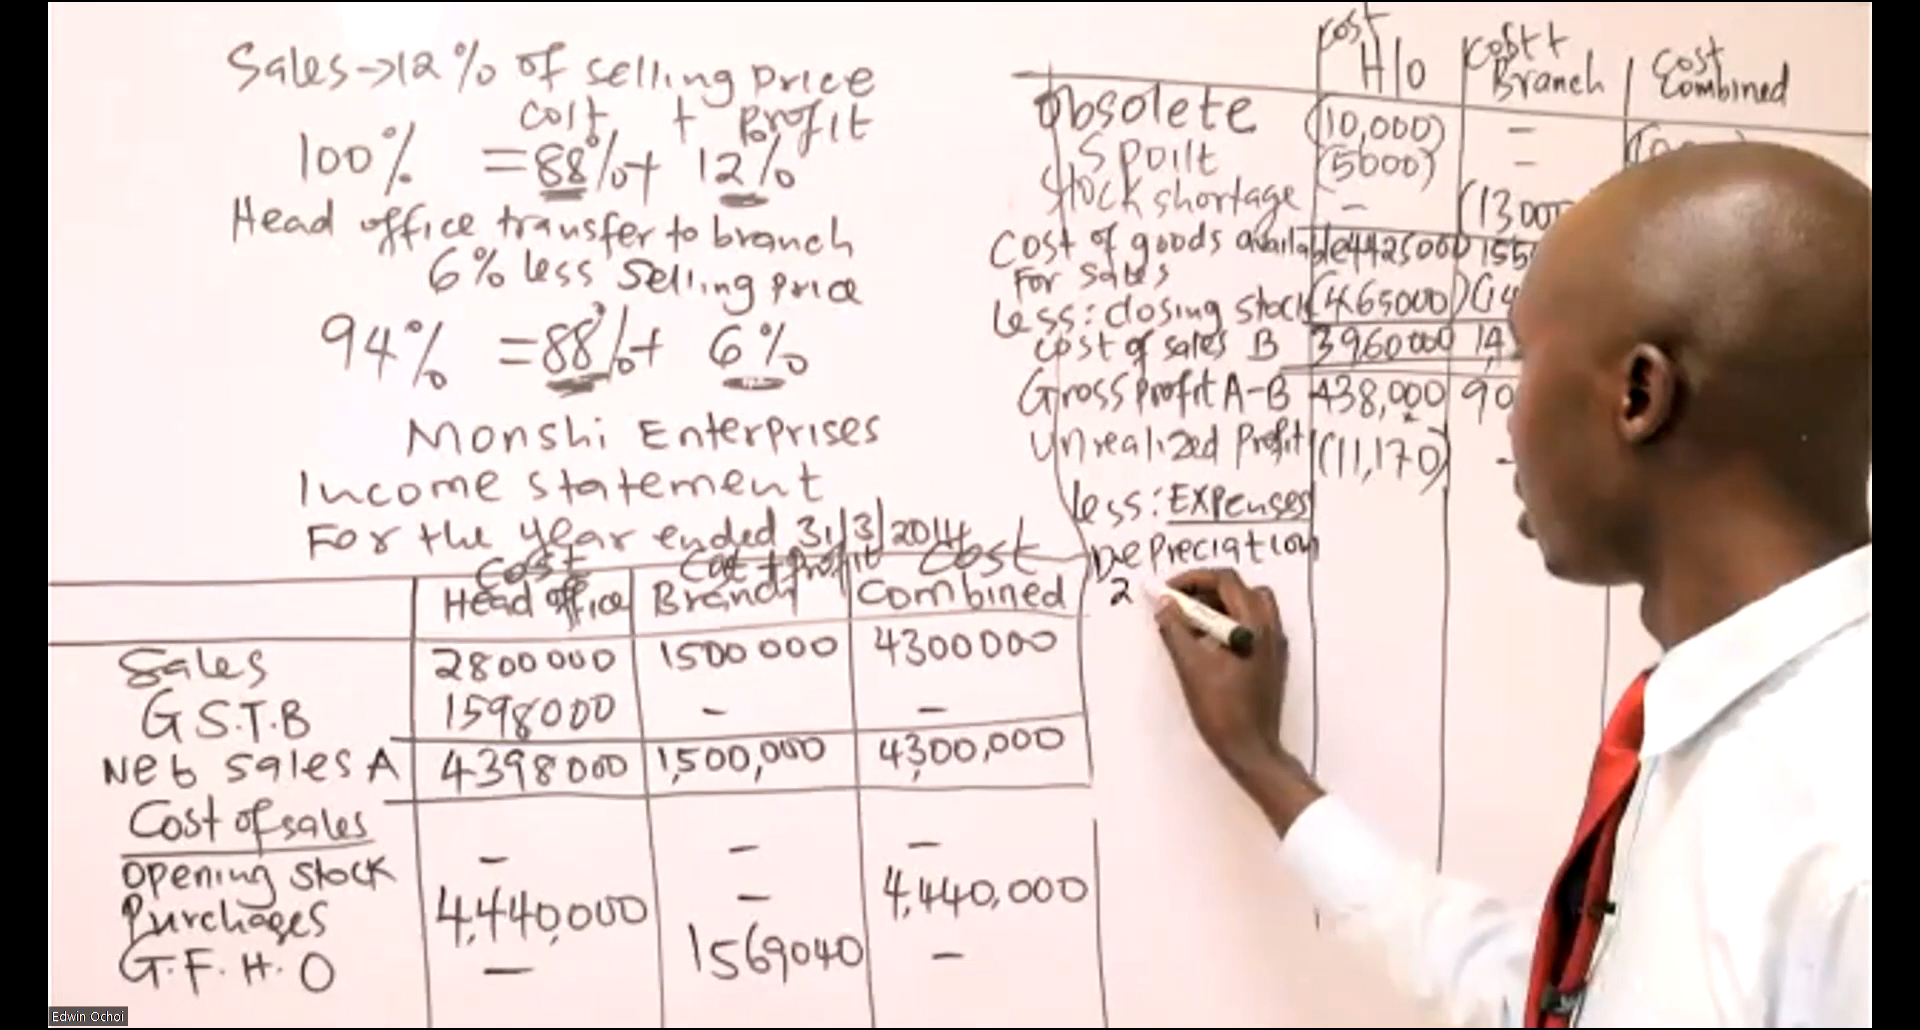 Sales→12% of selling price
cost + Profit
100% = 88% + 12%
Head office transfer to branch
6% less selling price
94% = 88% + 6%
Monshi Enterprises
Income statement
For the year ended 31/3/2014
Cost Cost + Profit Cost
Head office Branch Combined
Sales 2800000 1500000 4300000
G.S.T.B 1598000 - -
Net sales A 4398000 1,500,000 4,300,000
Cost of sales
Opening stock - - -
Purchases 4,440,000 - 4,440,000
G.F.H.O - 1569040 -
Cost H/O Cost+ Branch Cost Combined
Obsolete (10,000) -
Spoilt (5000) -
Stock shortage -
Cost of goods available 4425000
For sales
Less: closing stock (465000)
Cost of sales B 3960000
Gross profit A-B 438,000
Unrealized Profit (11,170) -
Less: Expenses
Depreciation
2
Edwin Ochoi